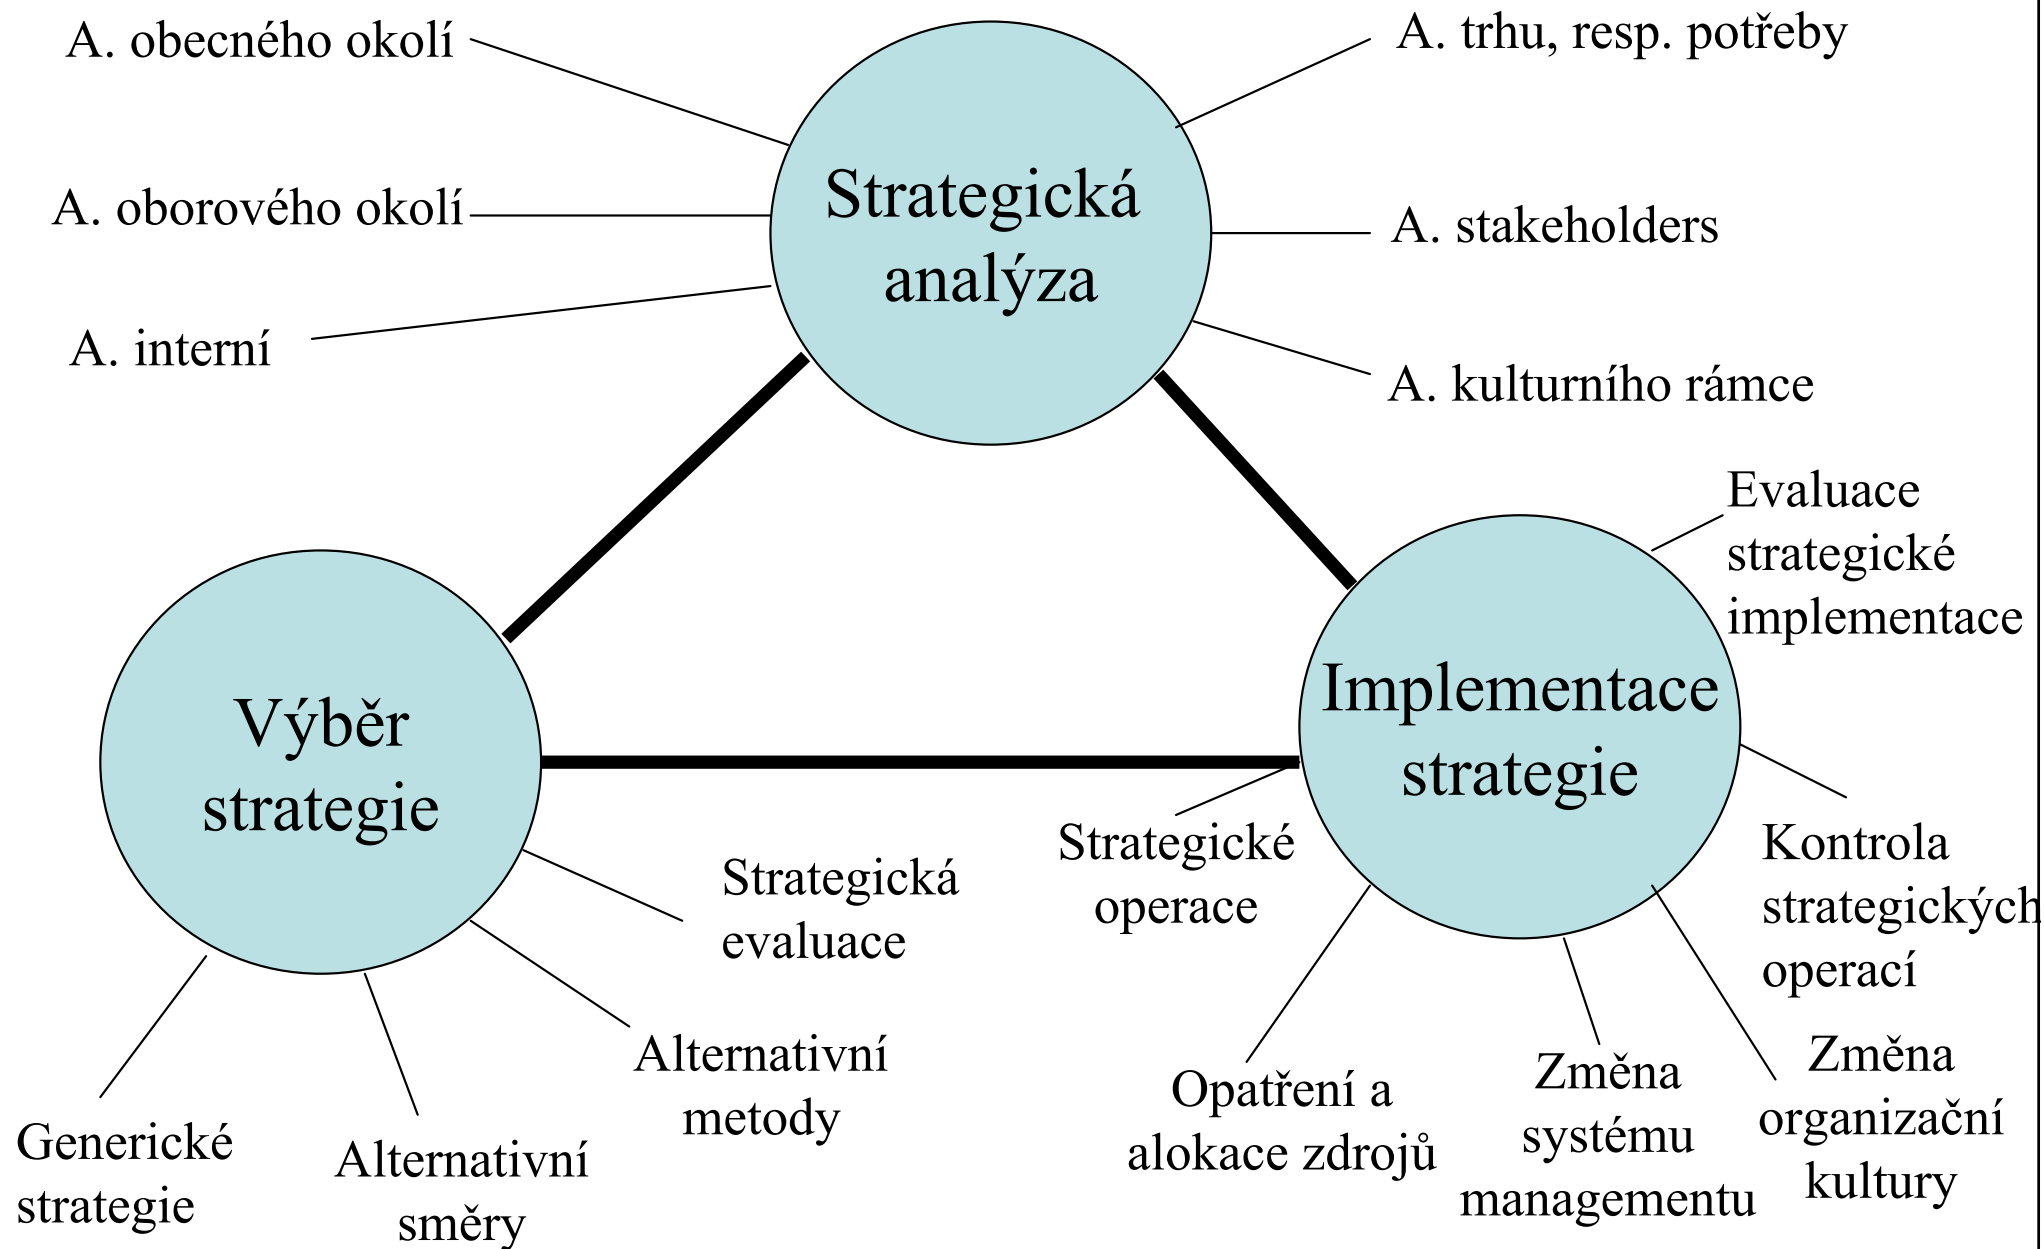 A. obecného okolí
A. trhu, resp. potřeby
Strategická
analýza
A. oborového okolí
A. stakeholders
A. interní
A. kulturního rámce
Evaluace
strategické
implementace
Výběr
strategie
Implementace
strategie
Strategická
evaluace
Strategické
operace
Kontrola
strategických
operací
Generické
strategie
Alternativní
směry
Alternativní
metody
Opatření a
alokace zdrojů
Změna
systému
managementu
Změna
organizační
kultury